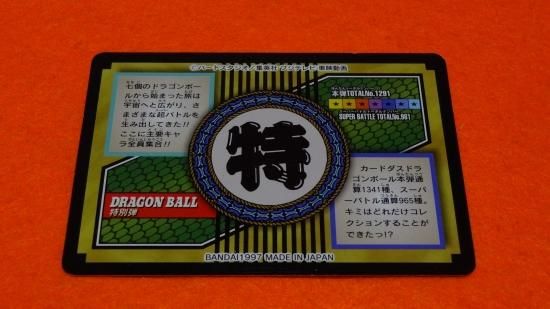 ©バードスタジオ/集英社・フジテレビ・東映動画
七個のドラゴンボー
ルから始まった旅は
宇宙へと広がり、さ
まざまな超バトルを
生み出してきた!!
ここに主要キャ
ラ全員集合!!
本弾TOTALNo.1291
SUPER BATTLE TOTALNo.961
特
DRAGON BALL
特別弾
カードダスドラ
ゴンボール本弾通
算1341種、スーパ
ーバトル通算965種。
キミはどれだけコレ
クションすることが
できたっ!?
BANDAI1997 MADE IN JAPAN